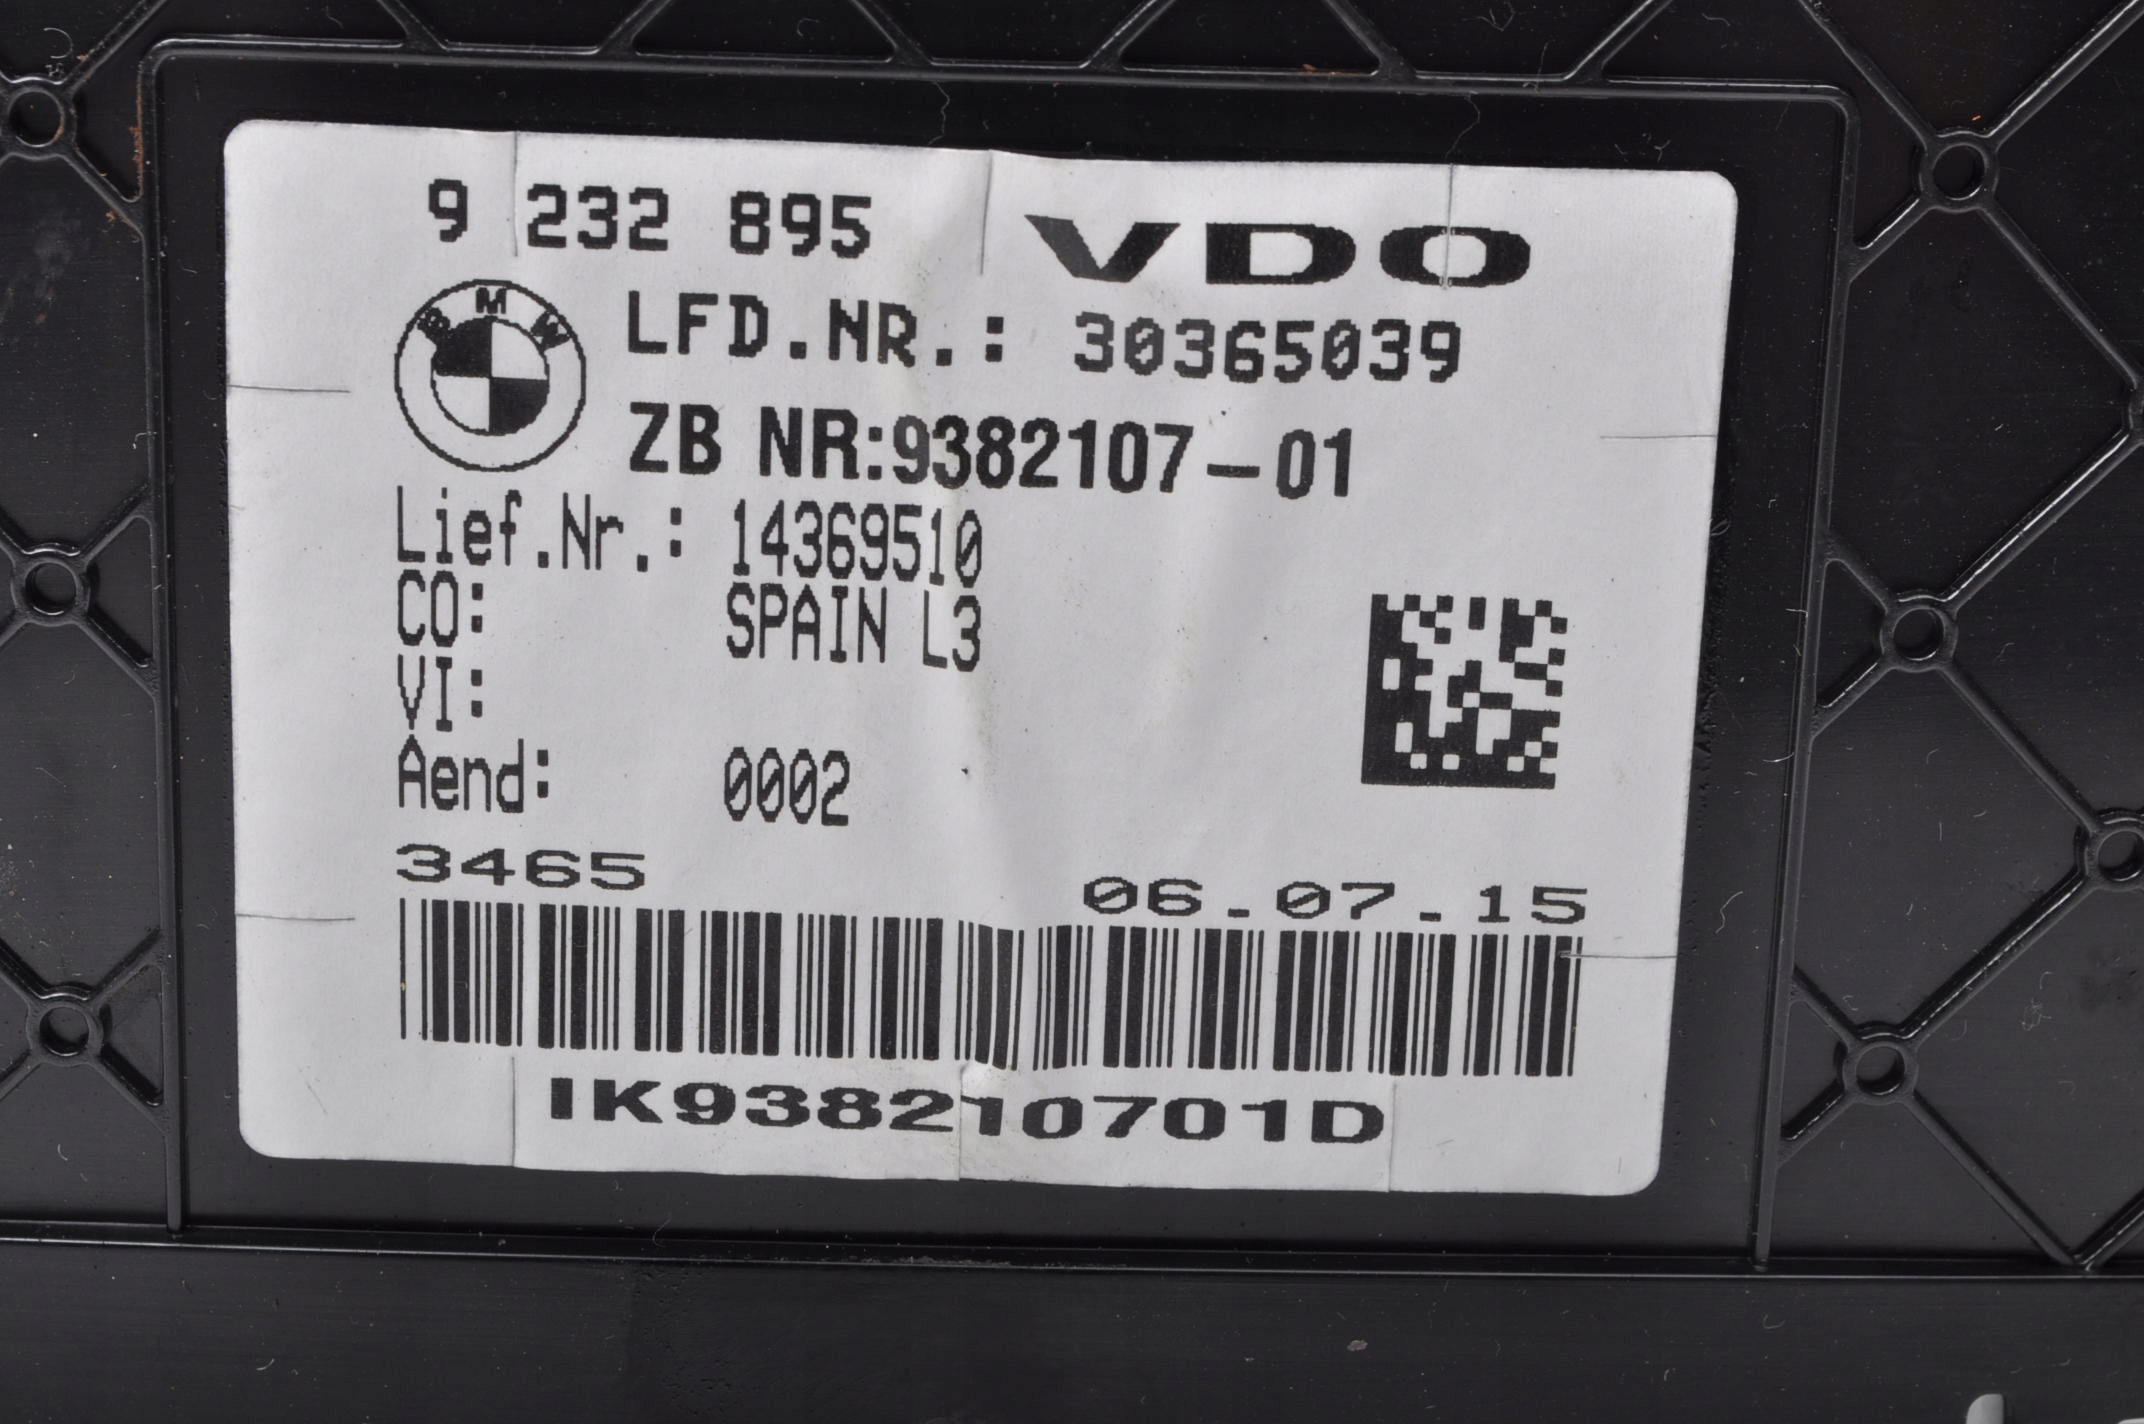 9 232 895 VDO
BMW
LFD.NR.: 30365039
ZB NR:9382107-01
Lief.Nr.: 14369510
CO: SPAIN L3
VI:
Aend: 0002
3465
06.07.15
IK938210701D